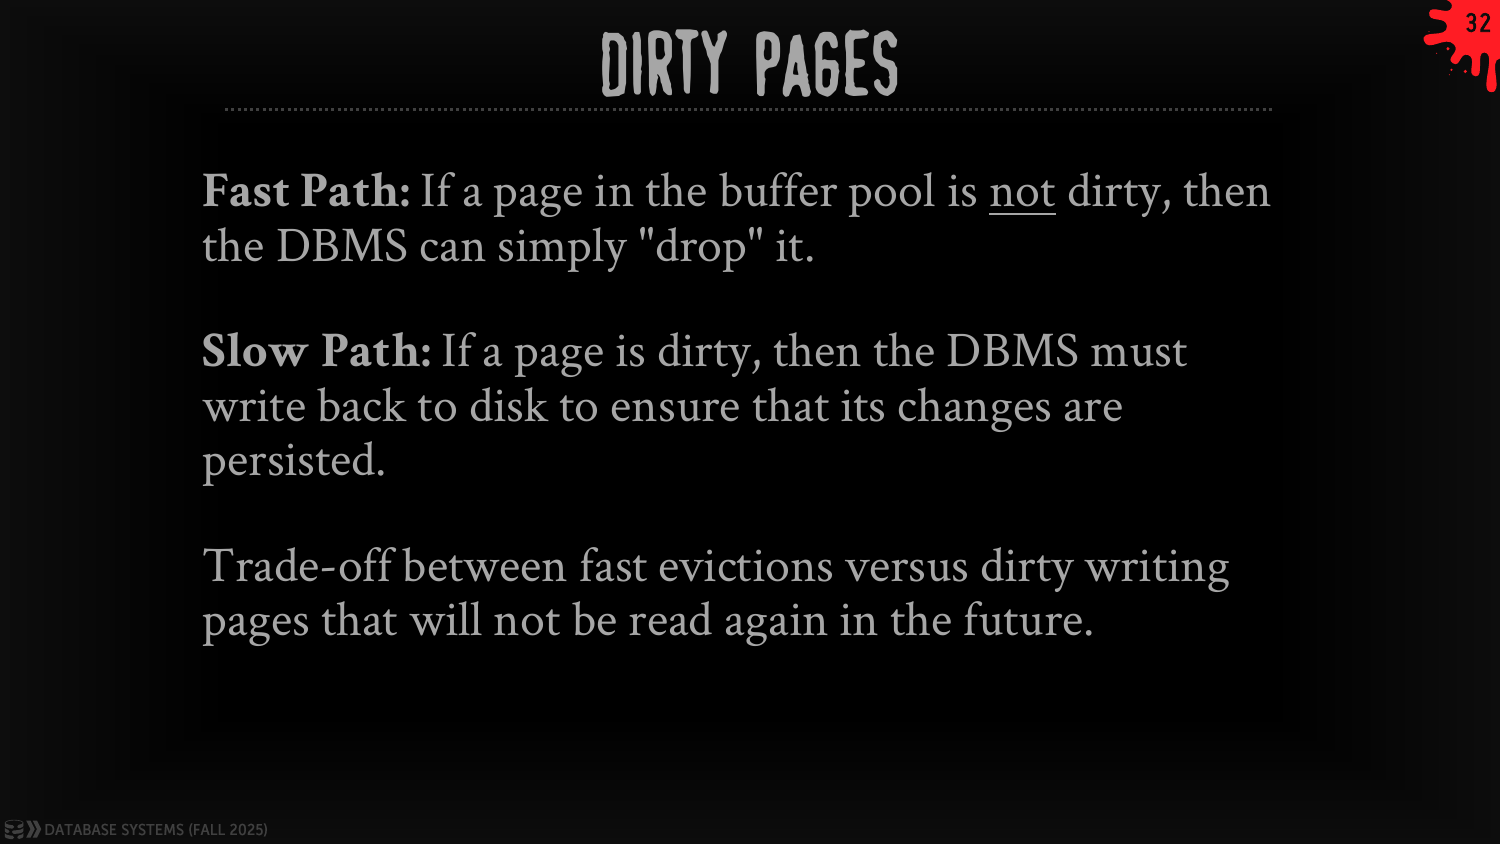 32
DIRTY PAGES
Fast Path: If a page in the buffer pool is not dirty, then
the DBMS can simply "drop" it.
Slow Path: If a page is dirty, then the DBMS must
write back to disk to ensure that its changes are
persisted.
Trade-off between fast evictions versus dirty writing
pages that will not be read again in the future.
DATABASE SYSTEMS (FALL 2025)